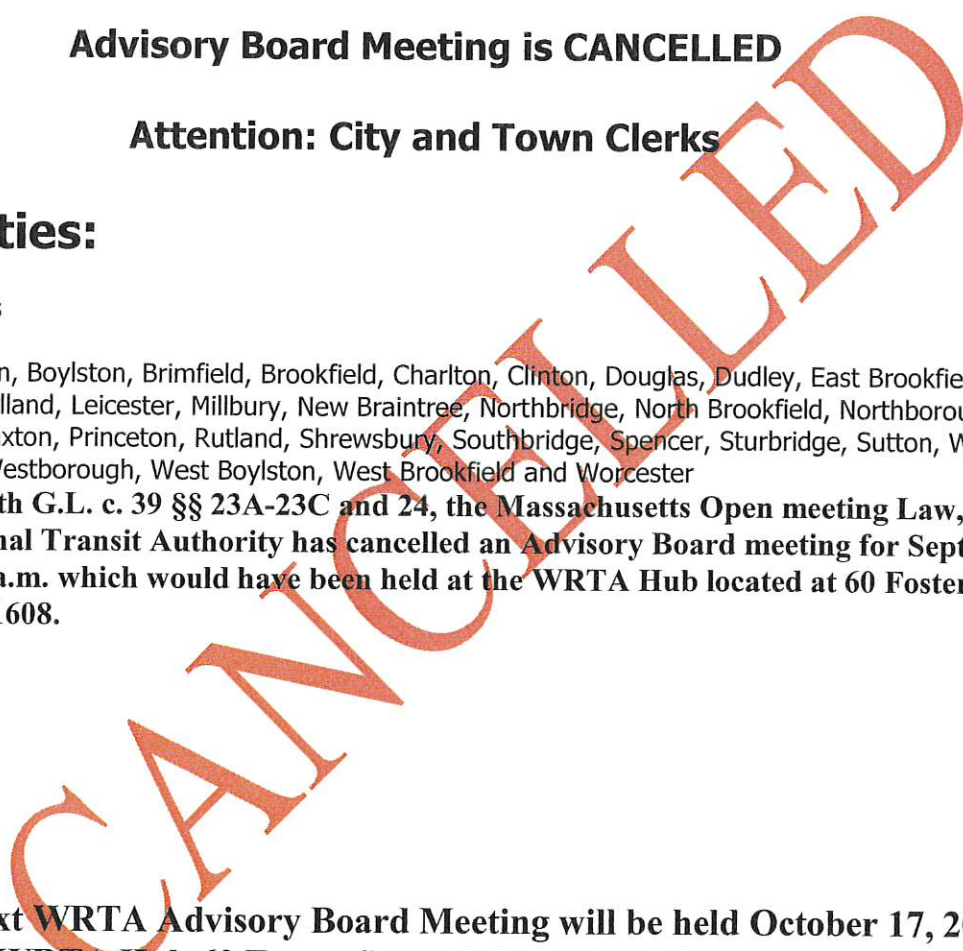 Advisory Board Meeting is CANCELLED
Attention: City and Town Clerks
ties:
s
n, Boylston, Brimfield, Brookfield, Charlton, Clinton, Douglas, Dudley, East Brookfie
lland, Leicester, Millbury, New Braintree, Northbridge, North Brookfield, Northborou
xton, Princeton, Rutland, Shrewsbury, Southbridge, Spencer, Sturbridge, Sutton, W
Westborough, West Boylston, West Brookfield and Worcester
th G.L. c. 39 §§ 23A-23C and 24, the Massachusetts Open meeting Law,
nal Transit Authority has cancelled an Advisory Board meeting for Sept
a.m. which would have been held at the WRTA Hub located at 60 Foster
1608.
CANCELLED
xt WRTA Advisory Board Meeting will be held October 17, 20